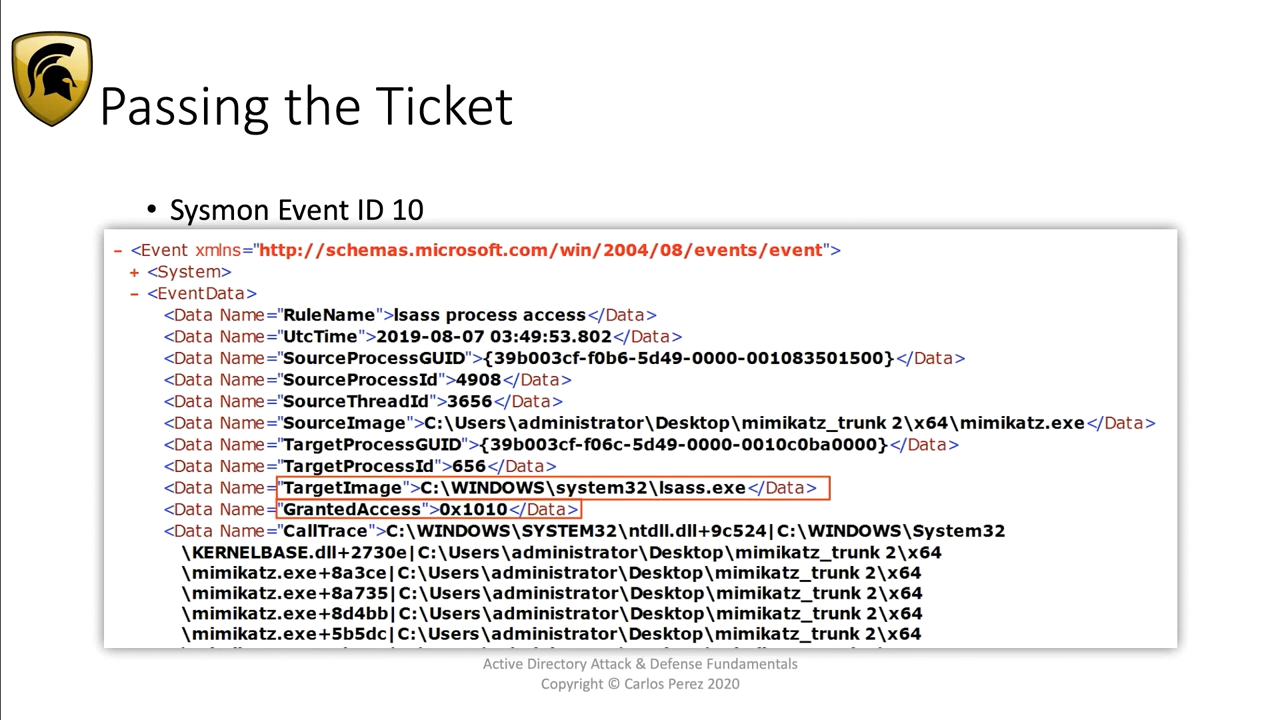 Passing the Ticket
• Sysmon Event ID 10
– <Event xmlns="http://schemas.microsoft.com/win/2004/08/events/event">
+ <System>
– <EventData>
<Data Name="RuleName">lsass process access</Data>
<Data Name="UtcTime">2019-08-07 03:49:53.802</Data>
<Data Name="SourceProcessGUID">{39b003cf-f0b6-5d49-0000-001083501500}</Data>
<Data Name="SourceProcessId">4908</Data>
<Data Name="SourceThreadId">3656</Data>
<Data Name="SourceImage">C:\Users\administrator\Desktop\mimikatz_trunk 2\x64\mimikatz.exe</Data>
<Data Name="TargetProcessGUID">{39b003cf-f06c-5d49-0000-0010c0ba0000}</Data>
<Data Name="TargetProcessId">656</Data>
<Data Name="TargetImage">C:\WINDOWS\system32\lsass.exe</Data>
<Data Name="GrantedAccess">0x1010</Data>
<Data Name="CallTrace">C:\WINDOWS\SYSTEM32\ntdll.dll+9c524|C:\WINDOWS\System32
\KERNELBASE.dll+2730e|C:\Users\administrator\Desktop\mimikatz_trunk 2\x64
\mimikatz.exe+8a3ce|C:\Users\administrator\Desktop\mimikatz_trunk 2\x64
\mimikatz.exe+8a735|C:\Users\administrator\Desktop\mimikatz_trunk 2\x64
\mimikatz.exe+8d4bb|C:\Users\administrator\Desktop\mimikatz_trunk 2\x64
\mimikatz.exe+5b5dc|C:\Users\administrator\Desktop\mimikatz_trunk 2\x64
Active Directory Attack & Defense Fundamentals
Copyright © Carlos Perez 2020